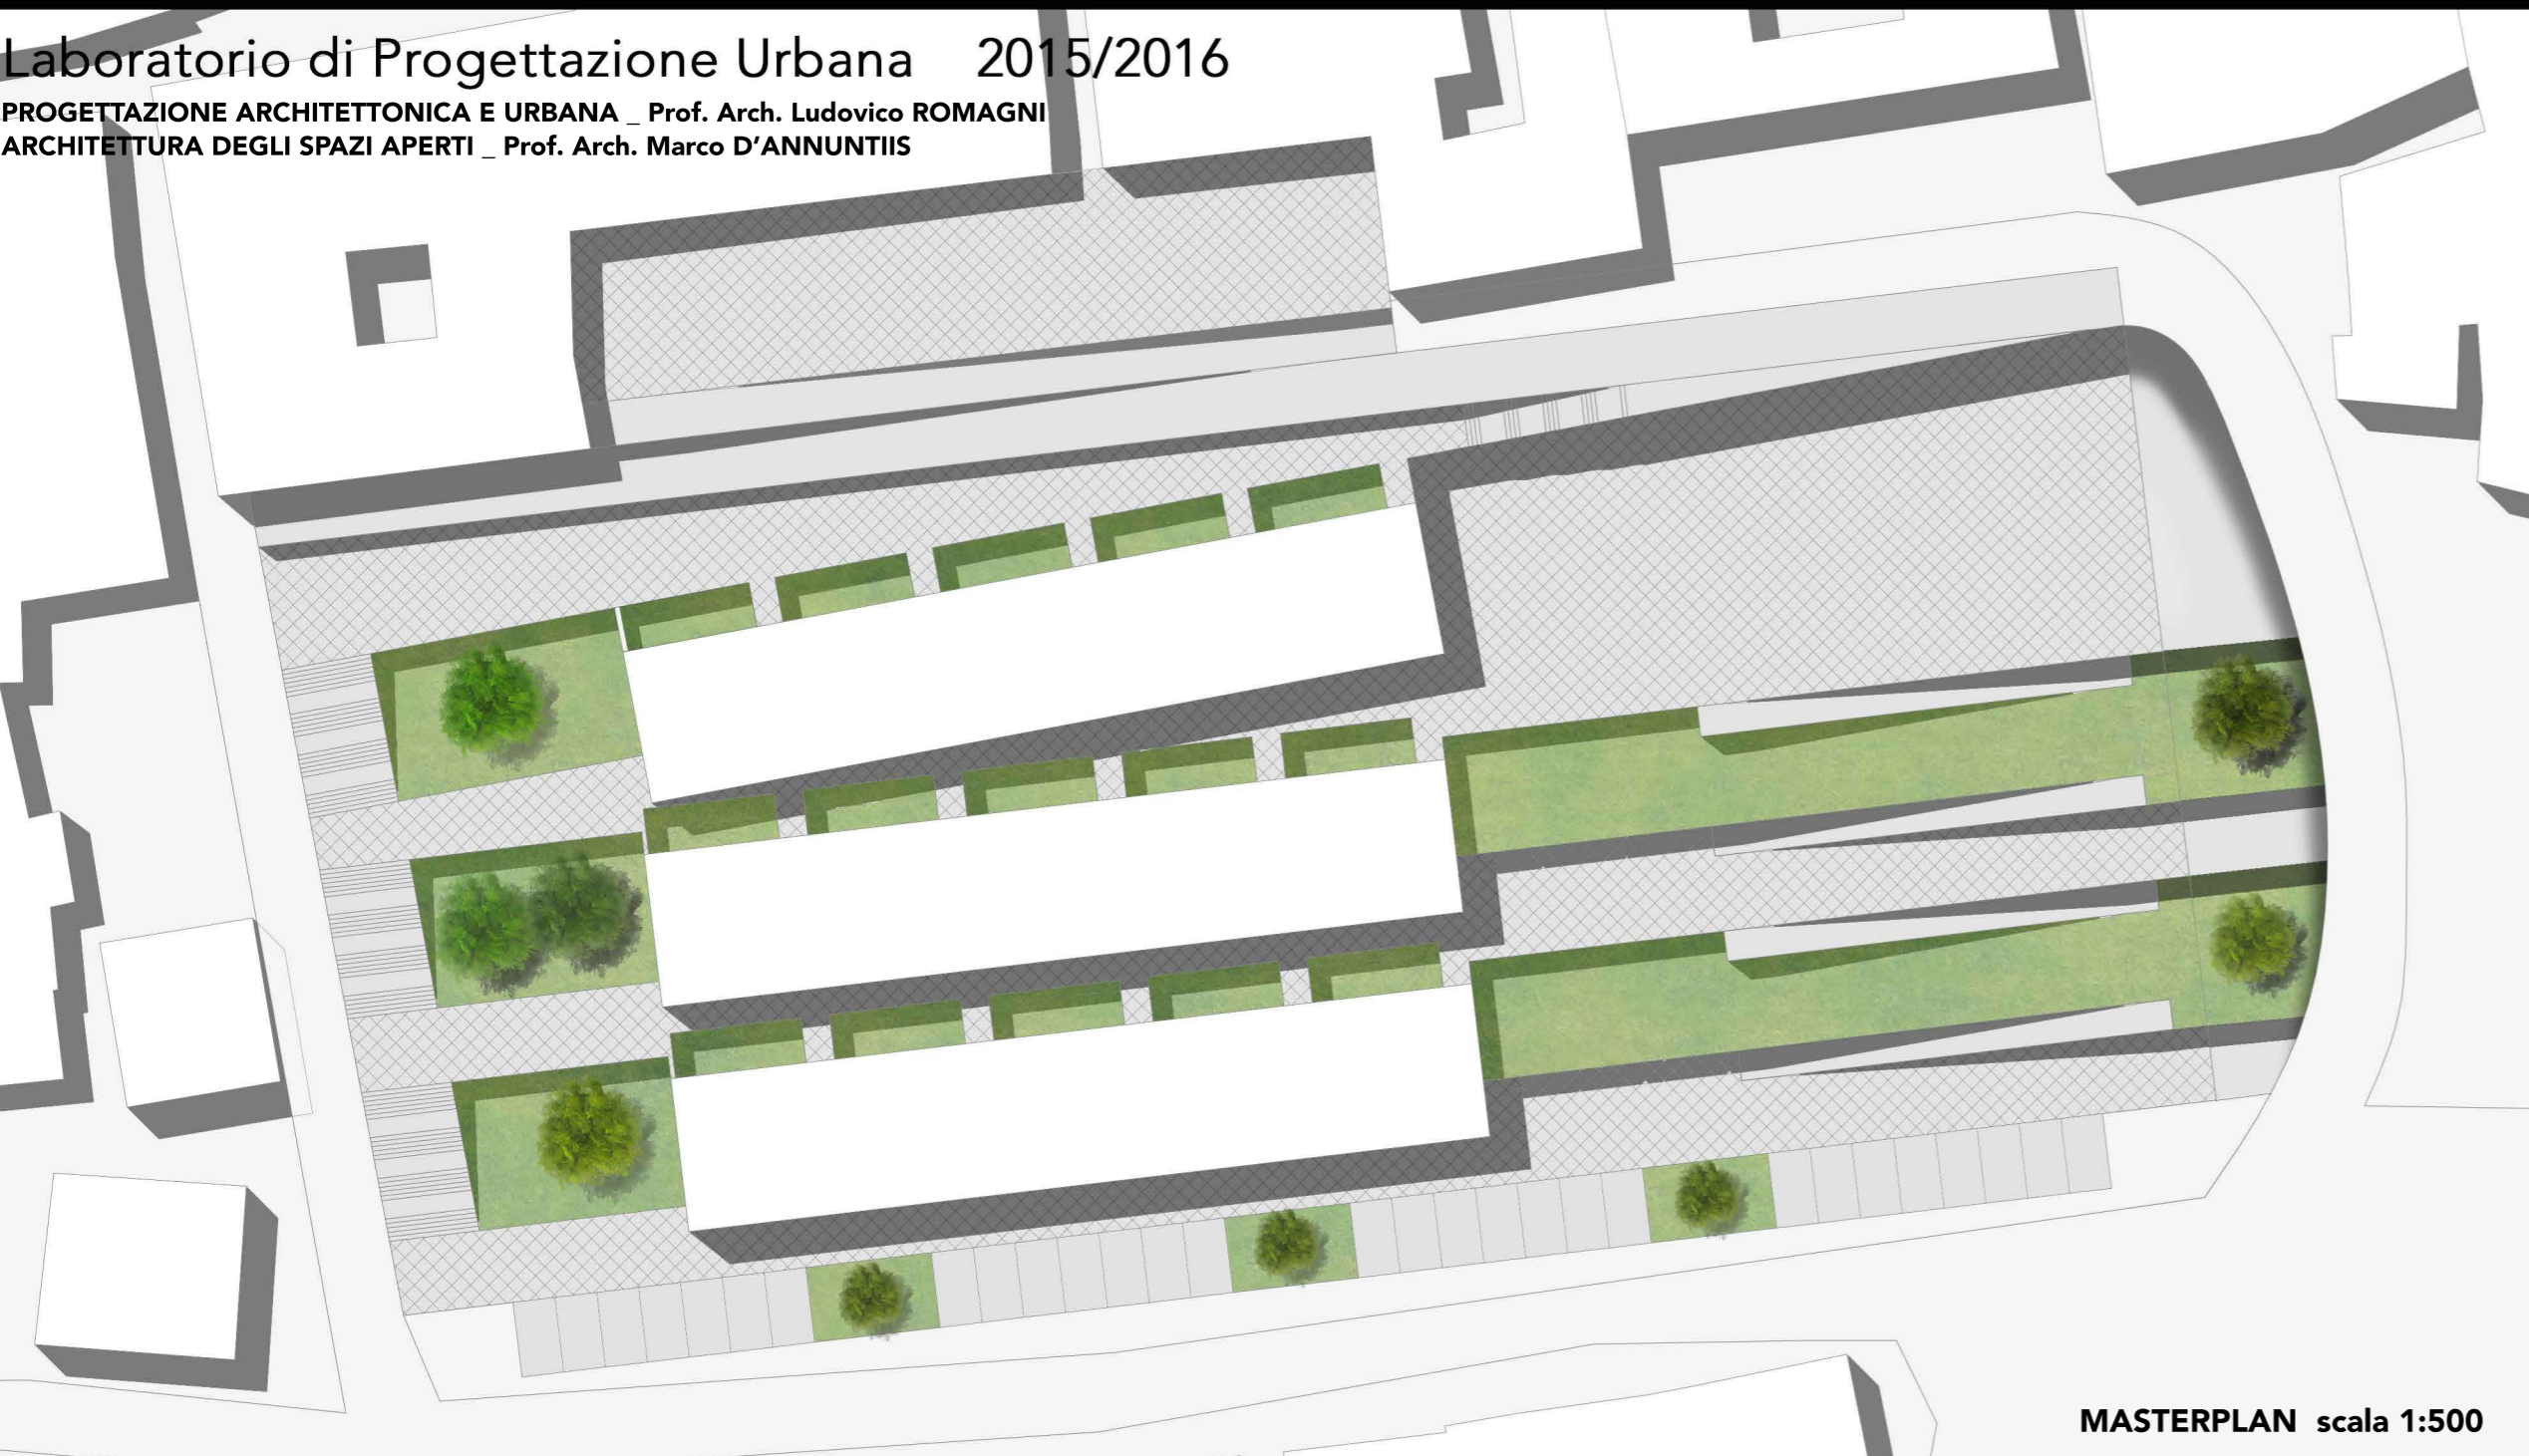 Laboratorio di Progettazione Urbana 2015/2016
PROGETTAZIONE ARCHITETTONICA E URBANA _ Prof. Arch. Ludovico ROMAGNI
ARCHITETTURA DEGLI SPAZI APERTI _ Prof. Arch. Marco D’ANNUNTIIS
MASTERPLAN scala 1:500